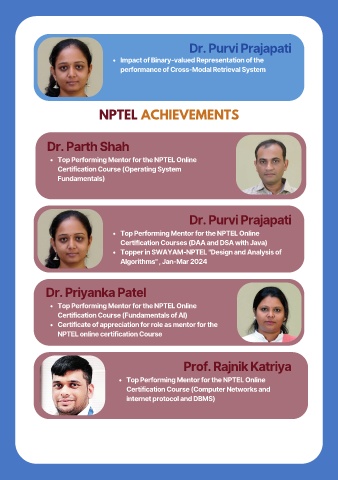 Dr. Purvi Prajapati
• Impact of Binary-valued Representation of the
performance of Cross-Modal Retrieval System
NPTEL ACHIEVEMENTS
Dr. Parth Shah
• Top Performing Mentor for the NPTEL Online
Certification Course (Operating System
Fundamentals)
Dr. Purvi Prajapati
• Top Performing Mentor for the NPTEL Online
Certification Courses (DAA and DSA with Java)
• Topper in SWAYAM-NPTEL "Design and Analysis of
Algorithms" , Jan-Mar 2024
Dr. Priyanka Patel
• Top Performing Mentor for the NPTEL Online
Certification Course (Fundamentals of AI)
• Certificate of appreciation for role as mentor for the
NPTEL online certification Course
Prof. Rajnik Katriya
• Top Performing Mentor for the NPTEL Online
Certification Course (Computer Networks and
Internet protocol and DBMS)